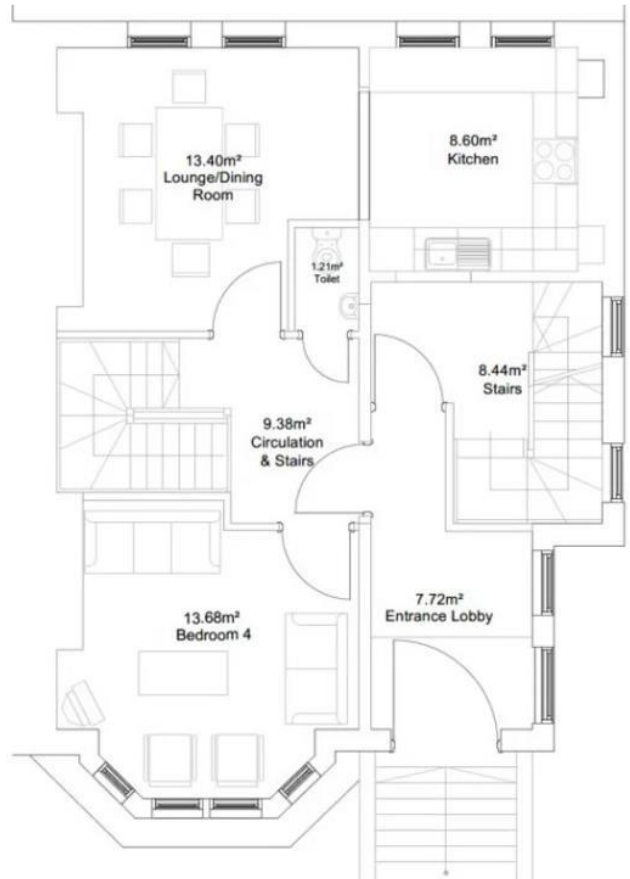 13.40m²
Lounge/Dining
Room
8.60m²
Kitchen
1.21m²
Toilet
8.44m²
Stairs
9.38m²
Circulation
& Stairs
7.72m²
Entrance Lobby
13.68m²
Bedroom 4